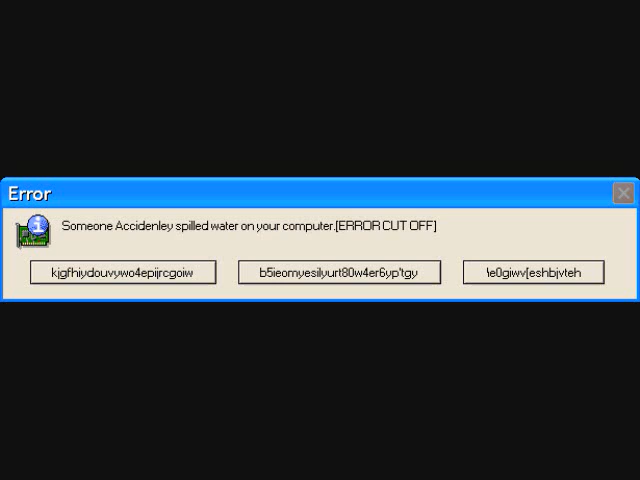 Error
Someone Accidenley spilled water on your computer.[ERROR CUT OFF]
kjgfhiydouvywo4epijrcgoiw b5ieomyesilyurt80w4er6yp'tgy \e0giwv[eshbjvteh